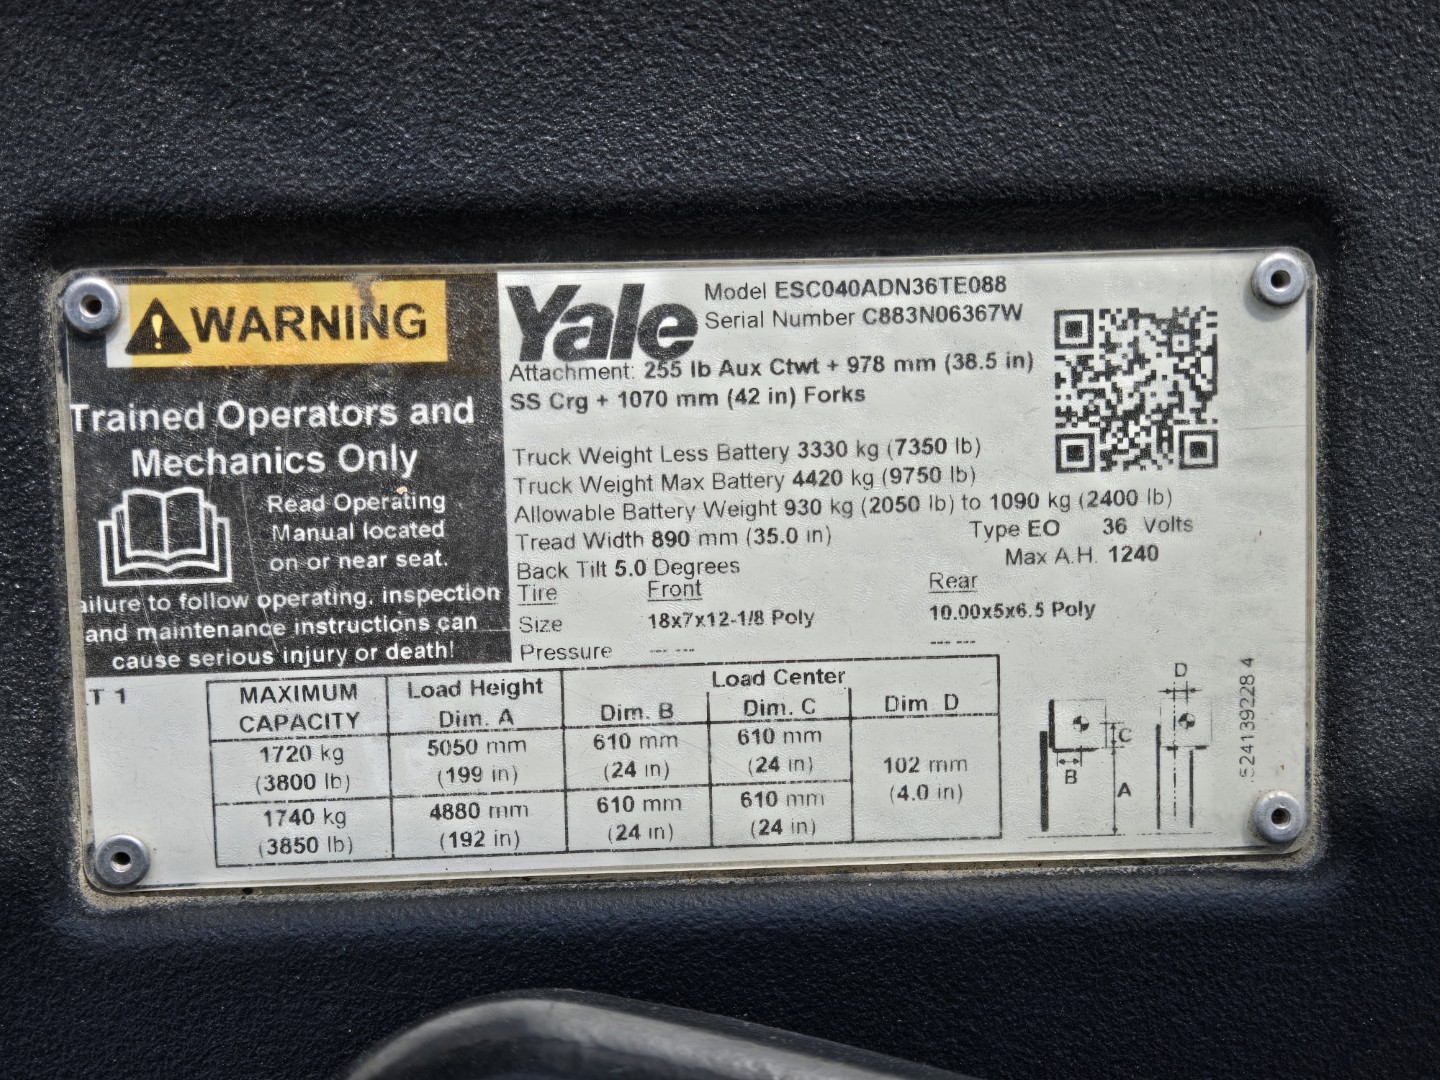 WARNING
Trained Operators and
Mechanics Only
Read Operating
Manual located
on or near seat.
ailure to follow operating, inspection
and maintenance instructions can
cause serious injury or death!
Yale
Model ESC040ADN36TE088
Serial Number C883N06367W
Attachment: 255 lb Aux Ctwt + 978 mm (38.5 in)
SS Crg + 1070 mm (42 in) Forks
Truck Weight Less Battery 3330 kg (7350 lb)
Truck Weight Max Battery 4420 kg (9750 lb)
Allowable Battery Weight 930 kg (2050 lb) to 1090 kg (2400 lb)
Tread Width 890 mm (35.0 in) Type EO 36 Volts
Back Tilt 5.0 Degrees Max A.H. 1240
Tire Front Rear
Size 18x7x12-1/8 Poly 10.00x5x6.5 Poly
Pressure --- --- --- ---
T 1
MAXIMUM CAPACITY Load Height Dim. A Load Center
Dim. B Dim. C Dim D
1720 kg 5050 mm 610 mm 610 mm 102 mm
(3800 lb) (199 in) (24 in) (24 in) (4.0 in)
1740 kg 4880 mm 610 mm 610 mm
(3850 lb) (192 in) (24 in) (24 in)
D
C
B
A
524139228 4